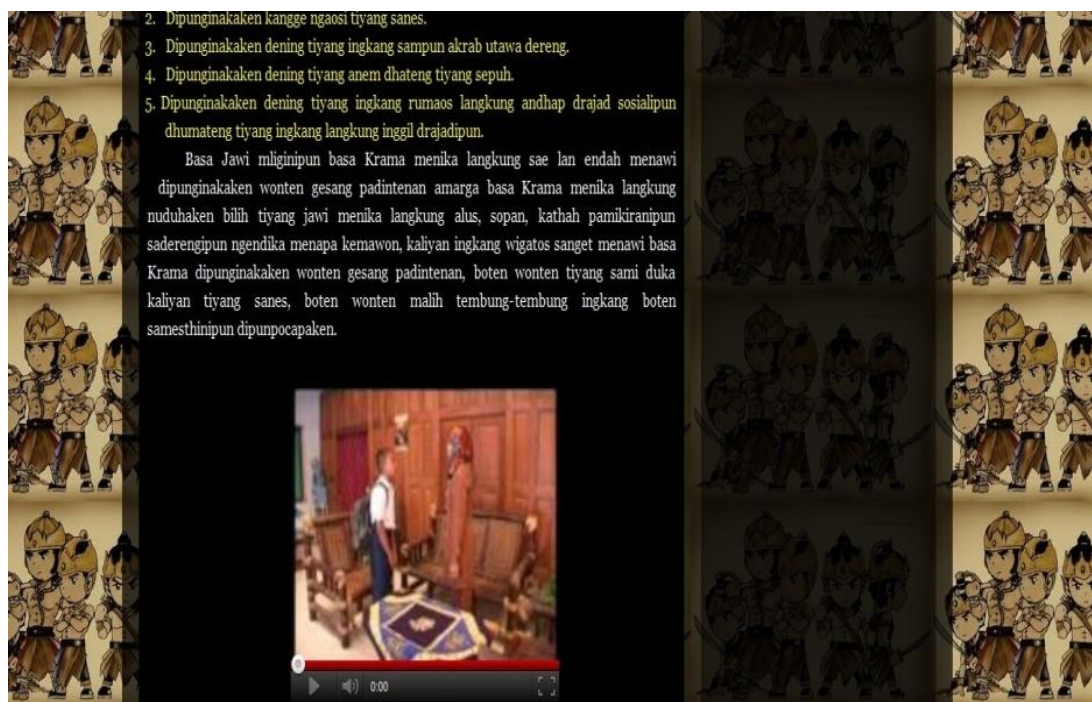 2. Dipunginakaken kangge ngaosi tiyang sanes.
3. Dipunginakaken dening tiyang ingkang sampun akrab utawa dereng.
4. Dipunginakaken dening tiyang anem dhateng tiyang sepuh.
5. Dipunginakaken dening tiyang ingkang rumaos langkung andhap drajad sosialipun
dhumateng tiyang ingkang langkung inggil drajadipun.
Basa Jawi mliginipun basa Krama menika langkung sae lan endah menawi
dipunginakaken wonten gesang padintenan amarga basa Krama menika langkung
nuduhaken bilih tiyang jawi menika langkung alus, sopan, kathah pamikiranipun
saderengipun ngendika menapa kemawon, kaliyan ingkang wigatos sanget menawi basa
Krama dipunginakaken wonten gesang padintenan, boten wonten tiyang sami duka
kaliyan tiyang sanes, boten wonten malih tembung-tembung ingkang boten
samesthinipun dipunpocapaken.
0:00